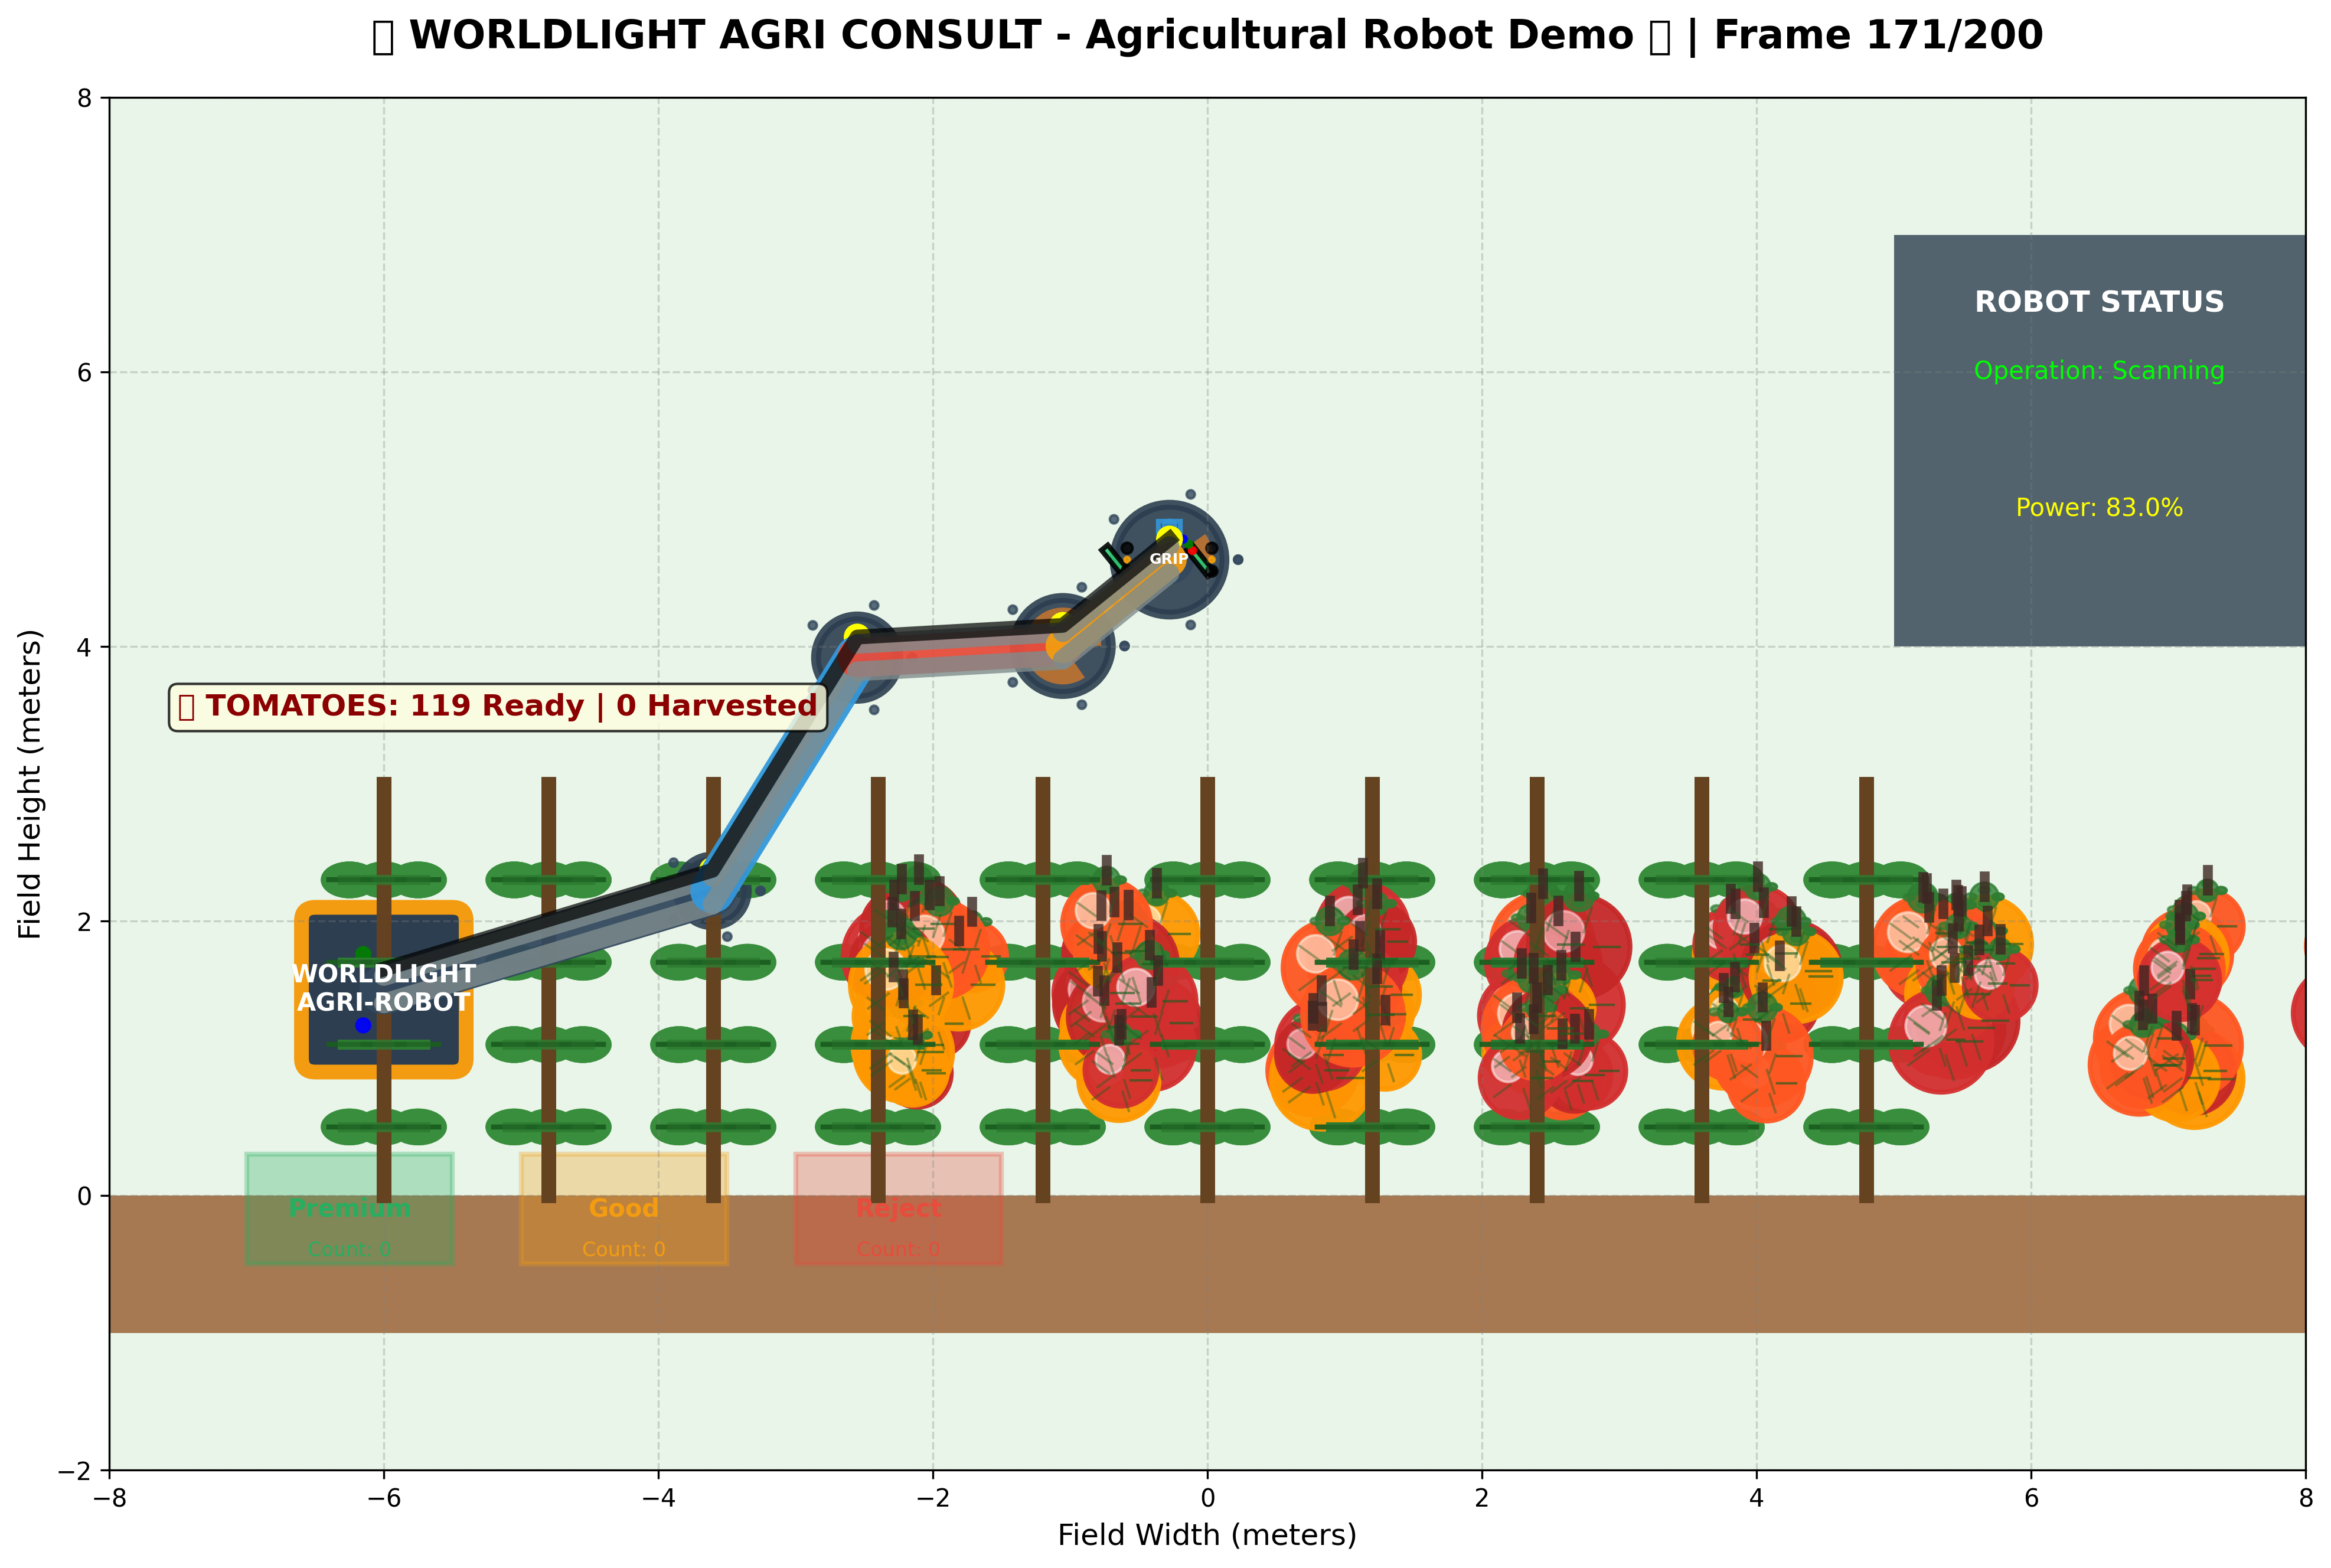 ▯ WORLDLIGHT AGRI CONSULT - Agricultural Robot Demo ▯ | Frame 171/200
8
6
4
2
0
−2
Field Height (meters)
ROBOT STATUS
Operation: Scanning
Power: 83.0%
GRIP
▯ TOMATOES: 119 Ready | 0 Harvested
WORLDLIGHT
AGRI-ROBOT
Premium
Count: 0
Good
Count: 0
Reject
Count: 0
−8
−6
−4
−2
0
2
4
6
8
Field Width (meters)